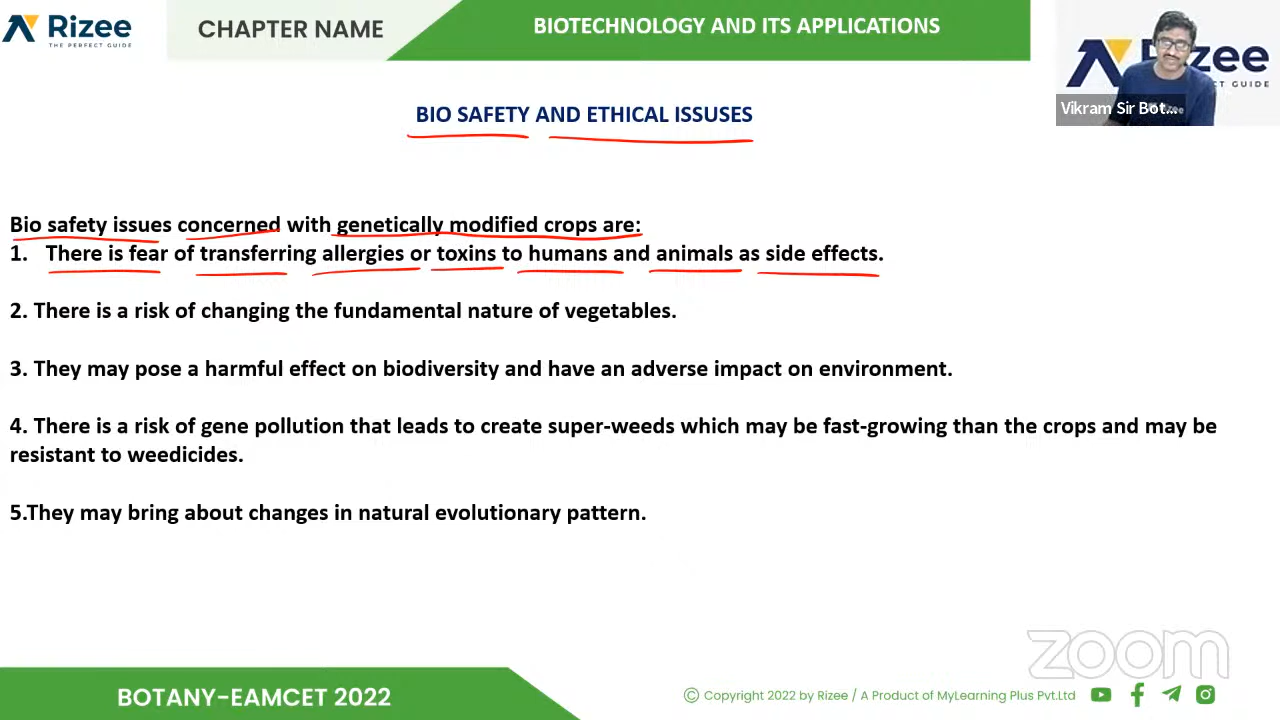 Rizee
THE PERFECT GUIDE
CHAPTER NAME
BIOTECHNOLOGY AND ITS APPLICATIONS
Rizee
CT GUIDE
Vikram Sir Bot...
Rizee
BIO SAFETY AND ETHICAL ISSUSES
Bio safety issues concerned with genetically modified crops are:
1. There is fear of transferring allergies or toxins to humans and animals as side effects.
2. There is a risk of changing the fundamental nature of vegetables.
3. They may pose a harmful effect on biodiversity and have an adverse impact on environment.
4. There is a risk of gene pollution that leads to create super-weeds which may be fast-growing than the crops and may be
resistant to weedicides.
5.They may bring about changes in natural evolutionary pattern.
zoom
BOTANY-EAMCET 2022
© Copyright 2022 by Rizee / A Product of MyLearning Plus Pvt.Ltd